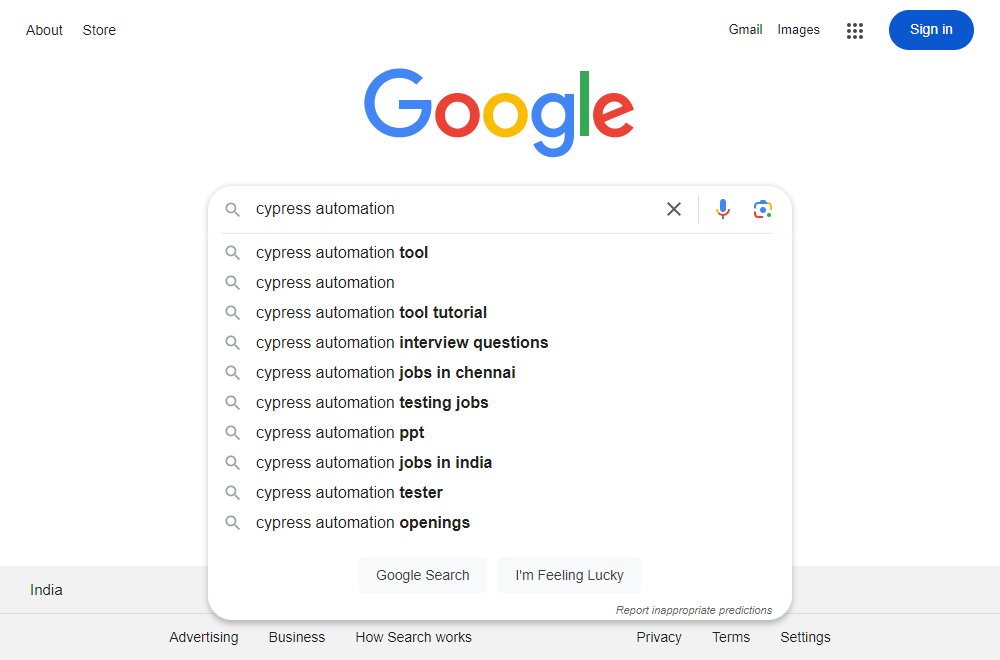 About Store Gmail Images Sign in
Google
cypress automation
cypress automation tool
cypress automation
cypress automation tool tutorial
cypress automation interview questions
cypress automation jobs in chennai
cypress automation testing jobs
cypress automation ppt
cypress automation jobs in india
cypress automation tester
cypress automation openings
Google Search I'm Feeling Lucky
India
Report inappropriate predictions
Advertising Business How Search works Privacy Terms Settings